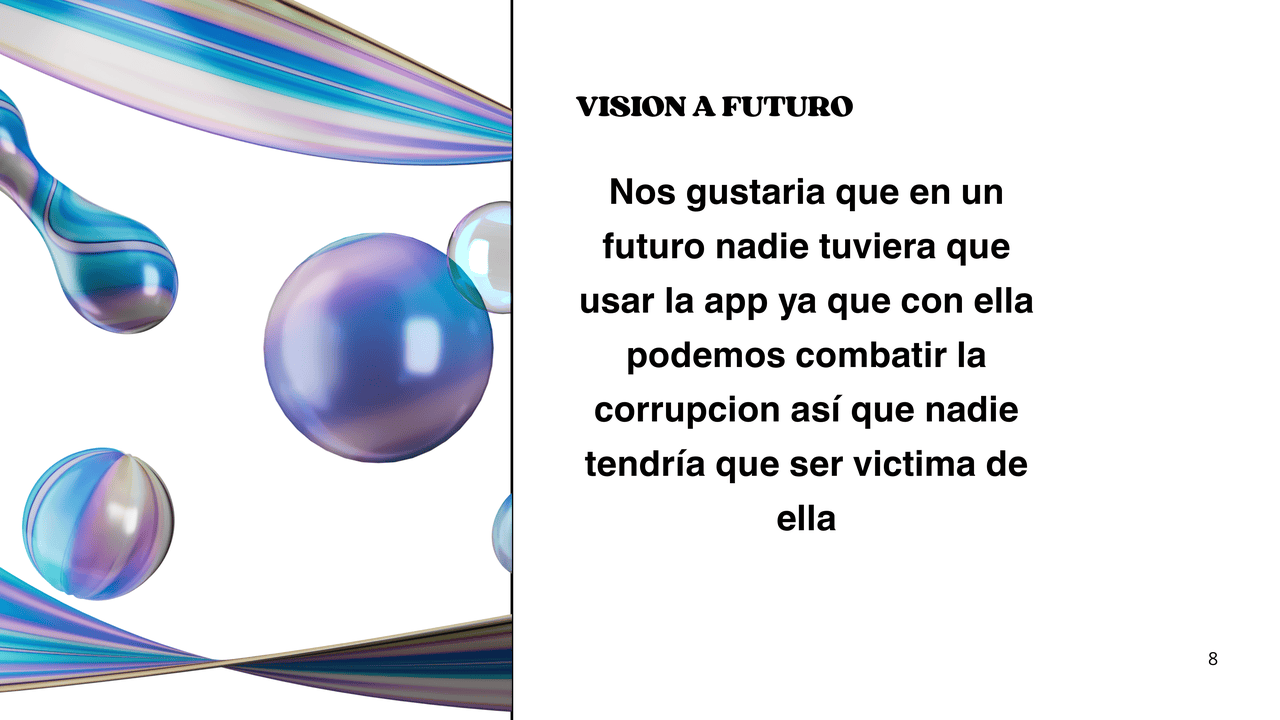 VISION A FUTURO
Nos gustaria que en un
futuro nadie tuviera que
usar la app ya que con ella
podemos combatir la
corrupcion así que nadie
tendría que ser victima de
ella
8